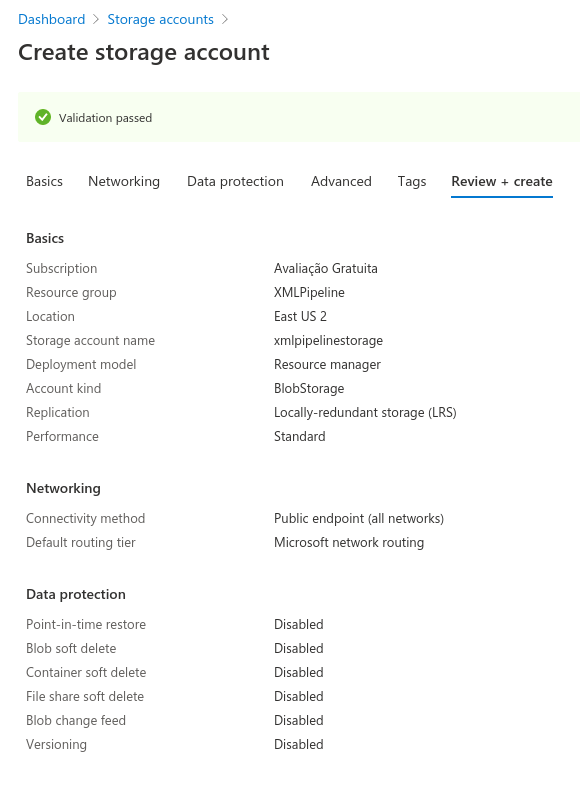 Dashboard > Storage accounts >
Create storage account
Validation passed
Basics Networking Data protection Advanced Tags Review + create
Basics
Subscription Avaliação Gratuita
Resource group XMLPipeline
Location East US 2
Storage account name xmlpipelinestorage
Deployment model Resource manager
Account kind BlobStorage
Replication Locally-redundant storage (LRS)
Performance Standard
Networking
Connectivity method Public endpoint (all networks)
Default routing tier Microsoft network routing
Data protection
Point-in-time restore Disabled
Blob soft delete Disabled
Container soft delete Disabled
File share soft delete Disabled
Blob change feed Disabled
Versioning Disabled